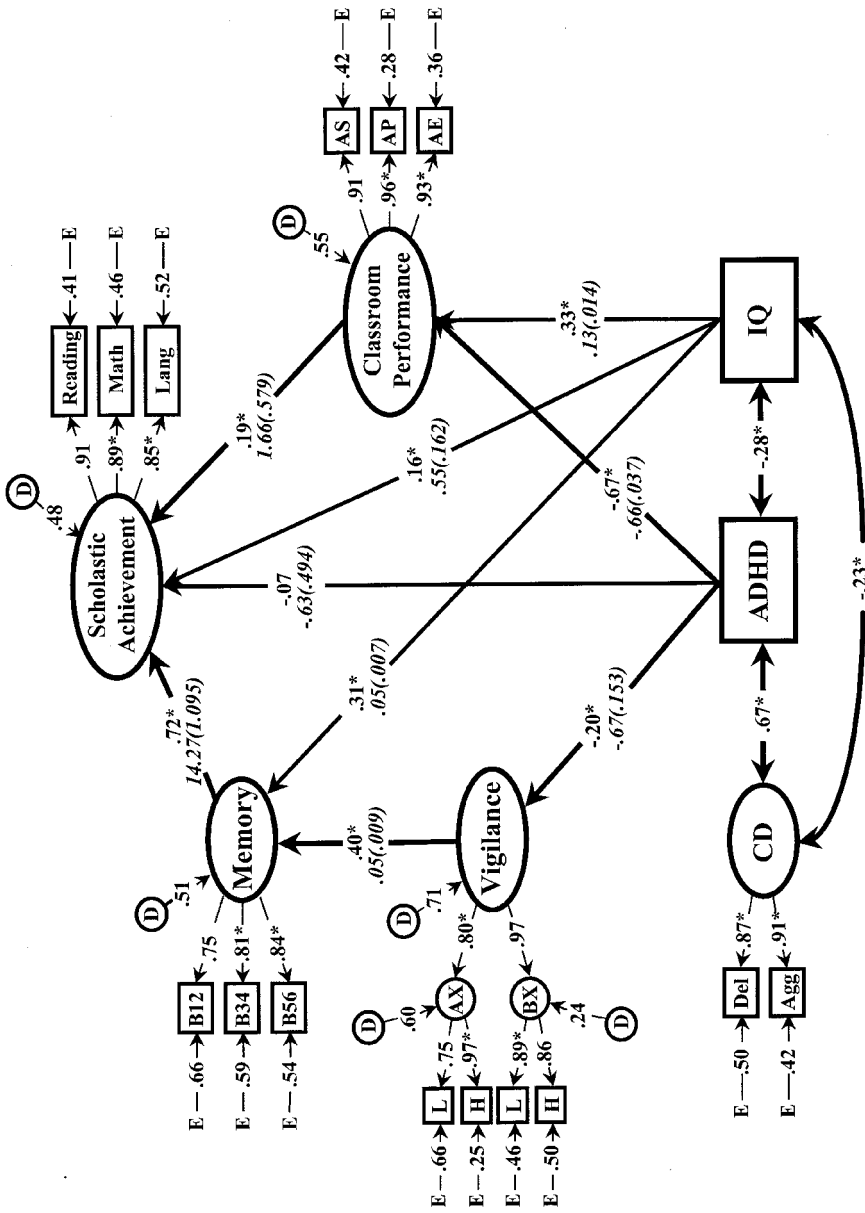 D
.48
Scholastic
Achievement
.91
.89*
.85*
Reading
Math
Lang
.41 — E
.46 — E
.52 — E
D
.51
Memory
.75
.81*
.84*
B12
B34
B56
E — .66
E — .59
E — .54
.72*
14.27(1.095)
.19*
1.66(.579)
D
.55
Classroom
Performance
.91
.96*
.93*
AS
AP
AE
.42 — E
.28 — E
.36 — E
.40*
.05(.009)
.31*
.05(.007)
-.07
-.63(.494)
.16*
.55(.162)
-.67*
-.66(.037)
.33*
.13(.014)
D
.71
Vigilance
.80*
.97
D
.60
AX
BX
.24
D
.75
.97*
.89*
.86
L
H
L
H
E — .66
E — .25
E — .46
E — .50
-.20*
-.67(.153)
CD
.87*
.91*
Del
Agg
E — .50
E — .42
.67*
ADHD
-.28*
IQ
-.23*